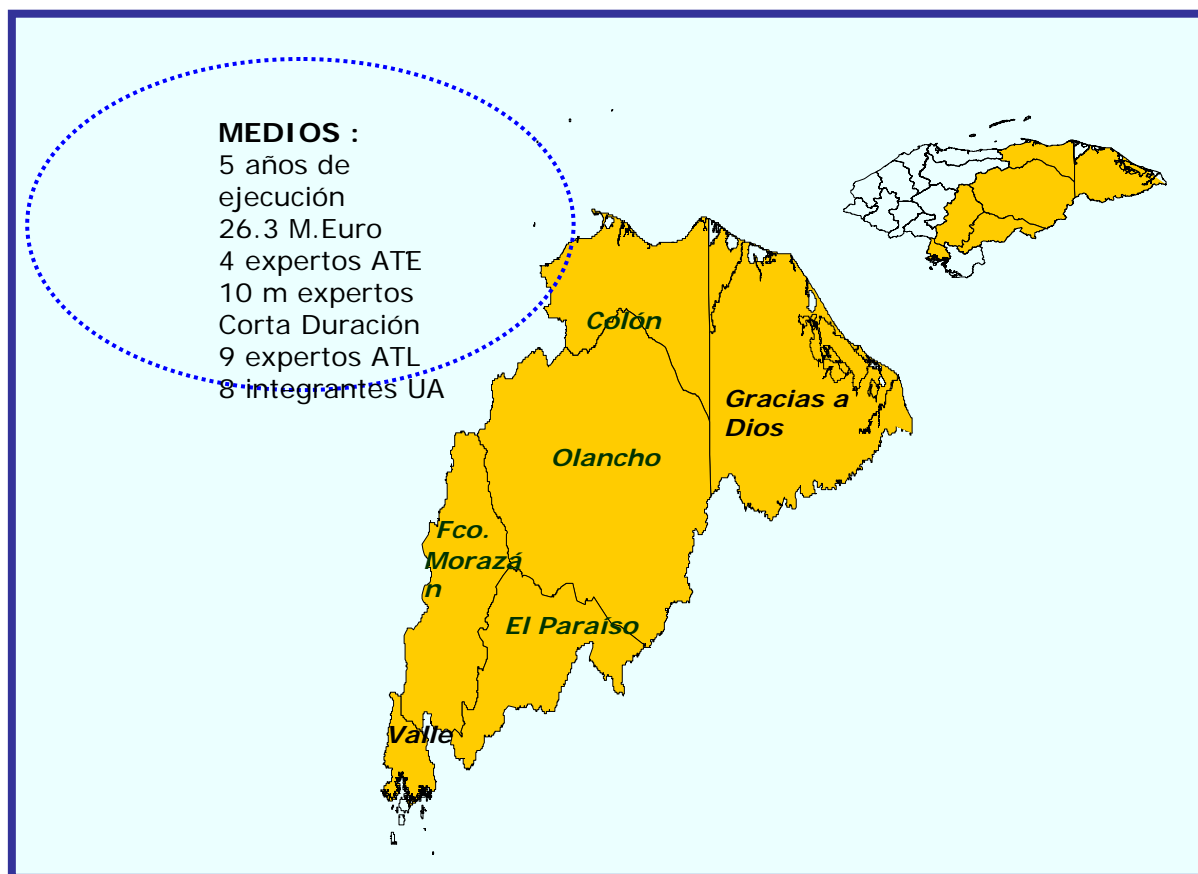 MEDIOS :
5 años de
ejecución
26.3 M.Euro
4 expertos ATE
10 m expertos
Corta Duración
9 expertos ATL
8 integrantes UA
Colón
Gracias a
Dios
Olancho
Fco.
Morazá
n
El Paraíso
Valle